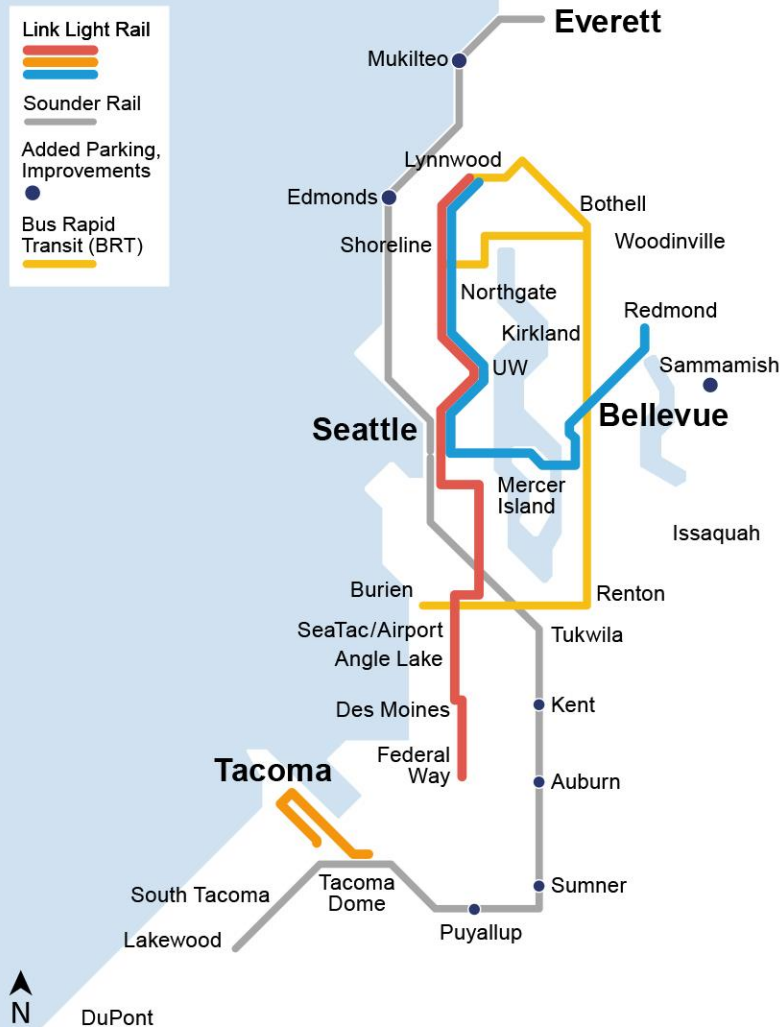 Link Light Rail
Sounder Rail
Added Parking,
Improvements
Bus Rapid
Transit (BRT)
Everett
Mukilteo
Lynnwood
Edmonds
Bothell
Shoreline
Woodinville
Northgate
Redmond
Kirkland
UW
Sammamish
Seattle
Bellevue
Mercer
Island
Issaquah
Burien
Renton
SeaTac/Airport
Tukwila
Angle Lake
Des Moines
Kent
Federal
Way
Tacoma
Auburn
South Tacoma
Tacoma
Dome
Sumner
Lakewood
Puyallup
N
DuPont